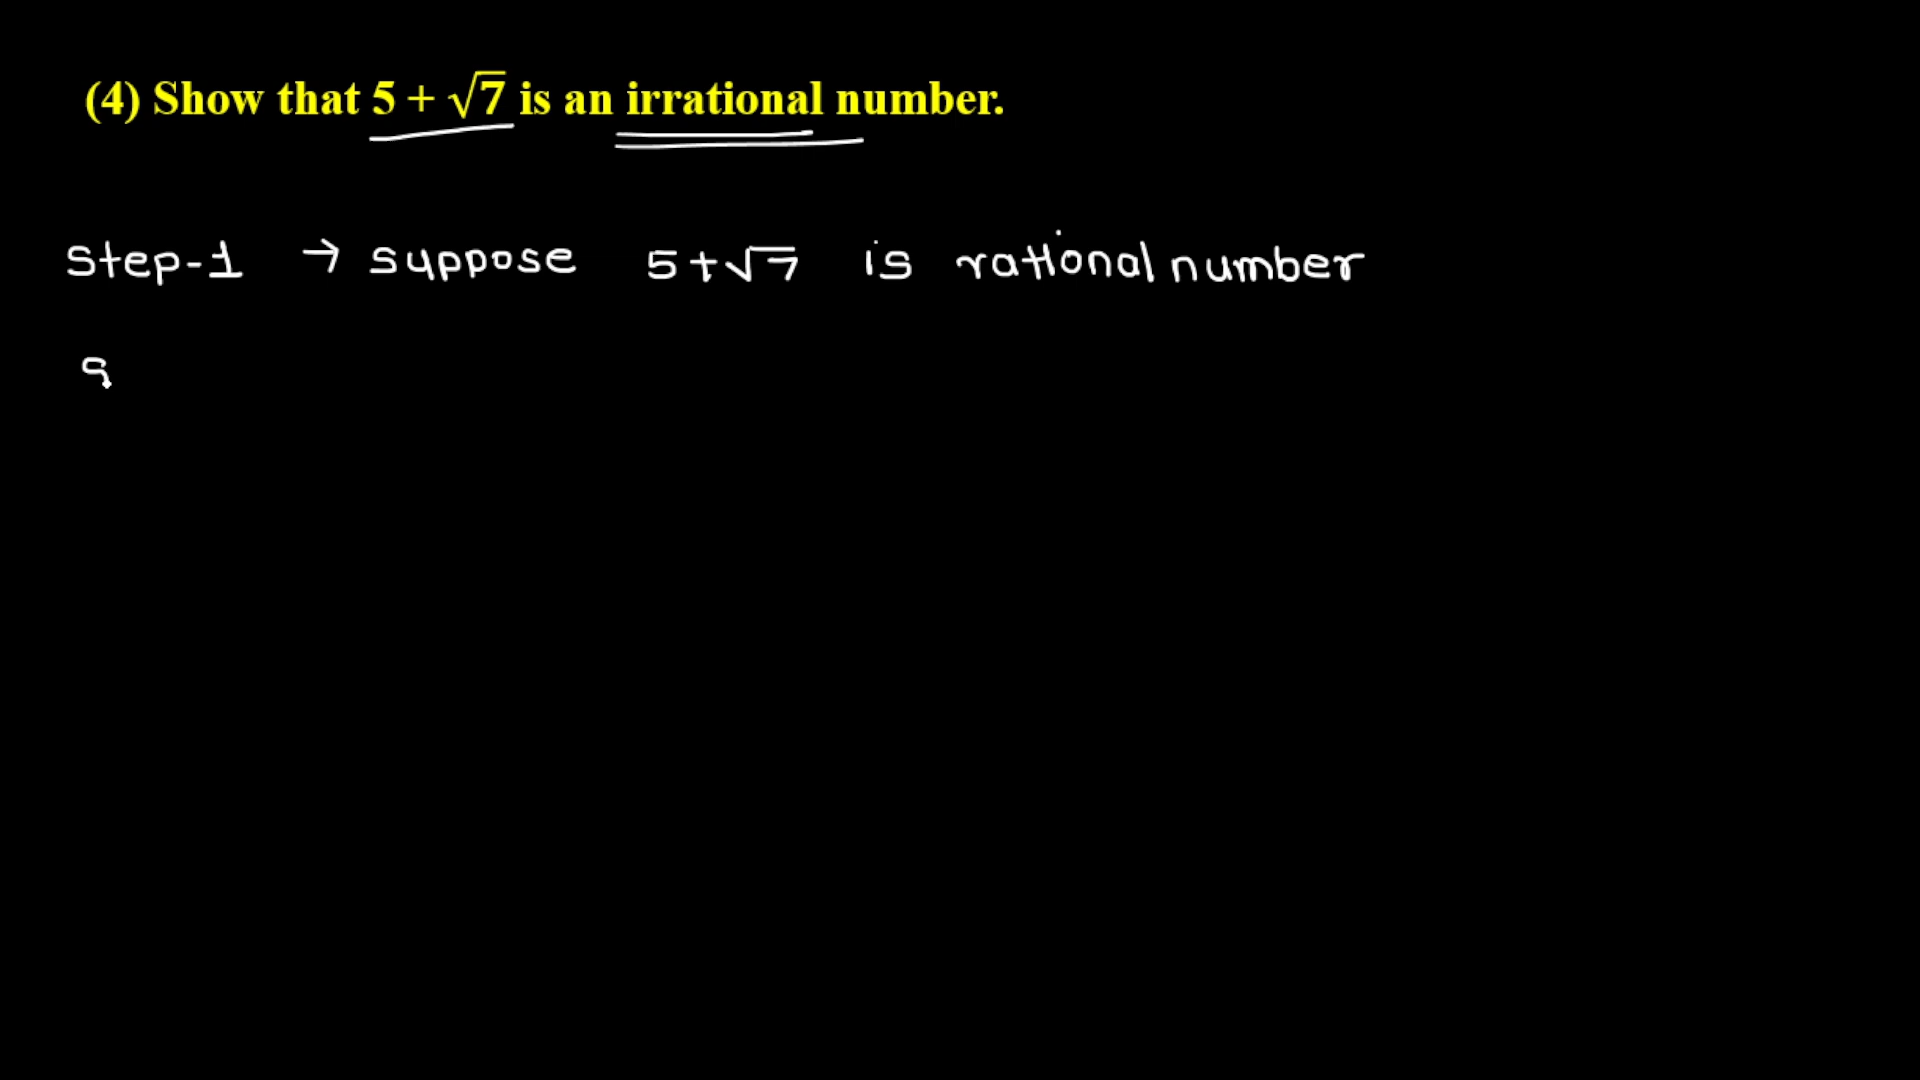 (4) Show that 5 + √7 is an irrational number.
Step-1 → suppose 5+√7 is rational number
S